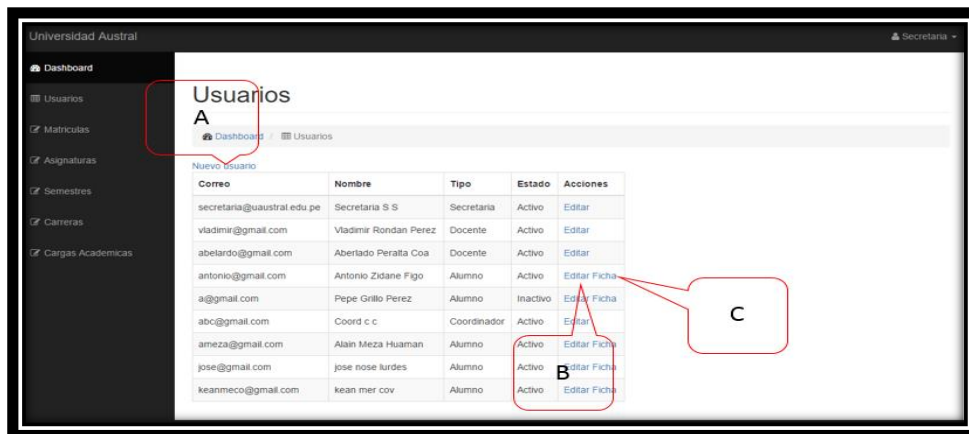 Universidad Austral
Secretaria
Dashboard
Usuarios
Matriculas
Asignaturas
Semestres
Carreras
Cargas Academicas
Usuarios
A
Dashboard / Usuarios
Nuevo usuario
Correo Nombre Tipo Estado Acciones
secretaria@uaustral.edu.pe Secretaria S S Secretaria Activo Editar
vladimir@gmail.com Vladimir Rondan Perez Docente Activo Editar
abelardo@gmail.com Aberlado Peralta Coa Docente Activo Editar
antonio@gmail.com Antonio Zidane Figo Alumno Activo Editar Ficha
a@gmail.com Pepe Grillo Perez Alumno Inactivo Editar Ficha
abc@gmail.com Coord c c Coordinador Activo Editar
ameza@gmail.com Alain Meza Huaman Alumno Activo Editar Ficha
jose@gmail.com jose nose lurdes Alumno Activo Editar Ficha
keanmeco@gmail.com kean mer cov Alumno Activo Editar Ficha
B
C